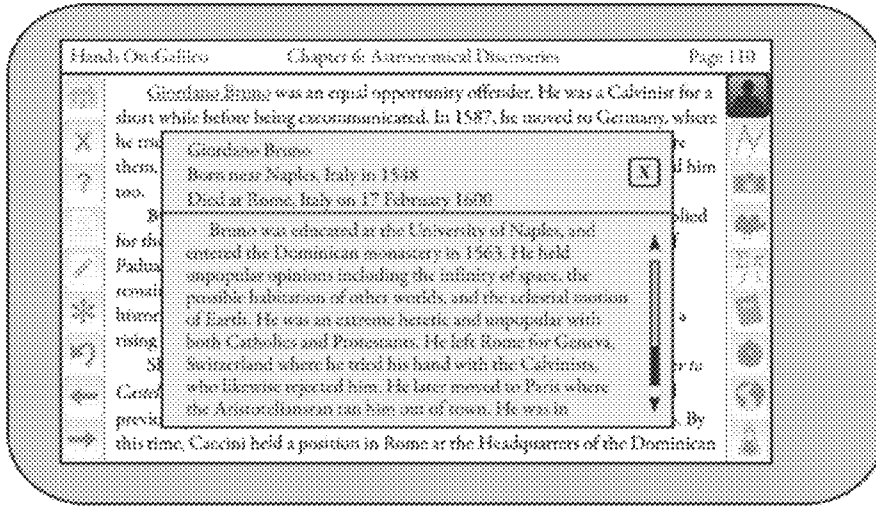 Hands On:Galileo Chapter 6: Astronomical Discoveries Page 110
Giordano Bruno was an equal opportunity offender. He was a Calvinist for a
short while before being excommunicated. In 1587, he moved to Germany, where
he
them, him
too.
X
?
Giordano Bruno
Born near Naples, Italy in 1548
Died at Rome, Italy on 17 February 1600
X
Bruno was educated at the University of Naples, and
entered the Dominican monastery in 1563. He held
unpopular opinions including the infinity of space, the
possible habitation of other worlds, and the celestial motion
of Earth. He was an extreme heretic and unpopular with
both Catholics and Protestants. He left Rome for Geneva,
Switzerland where he tried his hand with the Calvinists,
who likewise rejected him. He later moved to Paris where
the Aristotelianean ran him out of town. He was in
for the
Padua
rising a
to
By
this time, Caccini held a position in Rome at the Headquarters of the Dominican